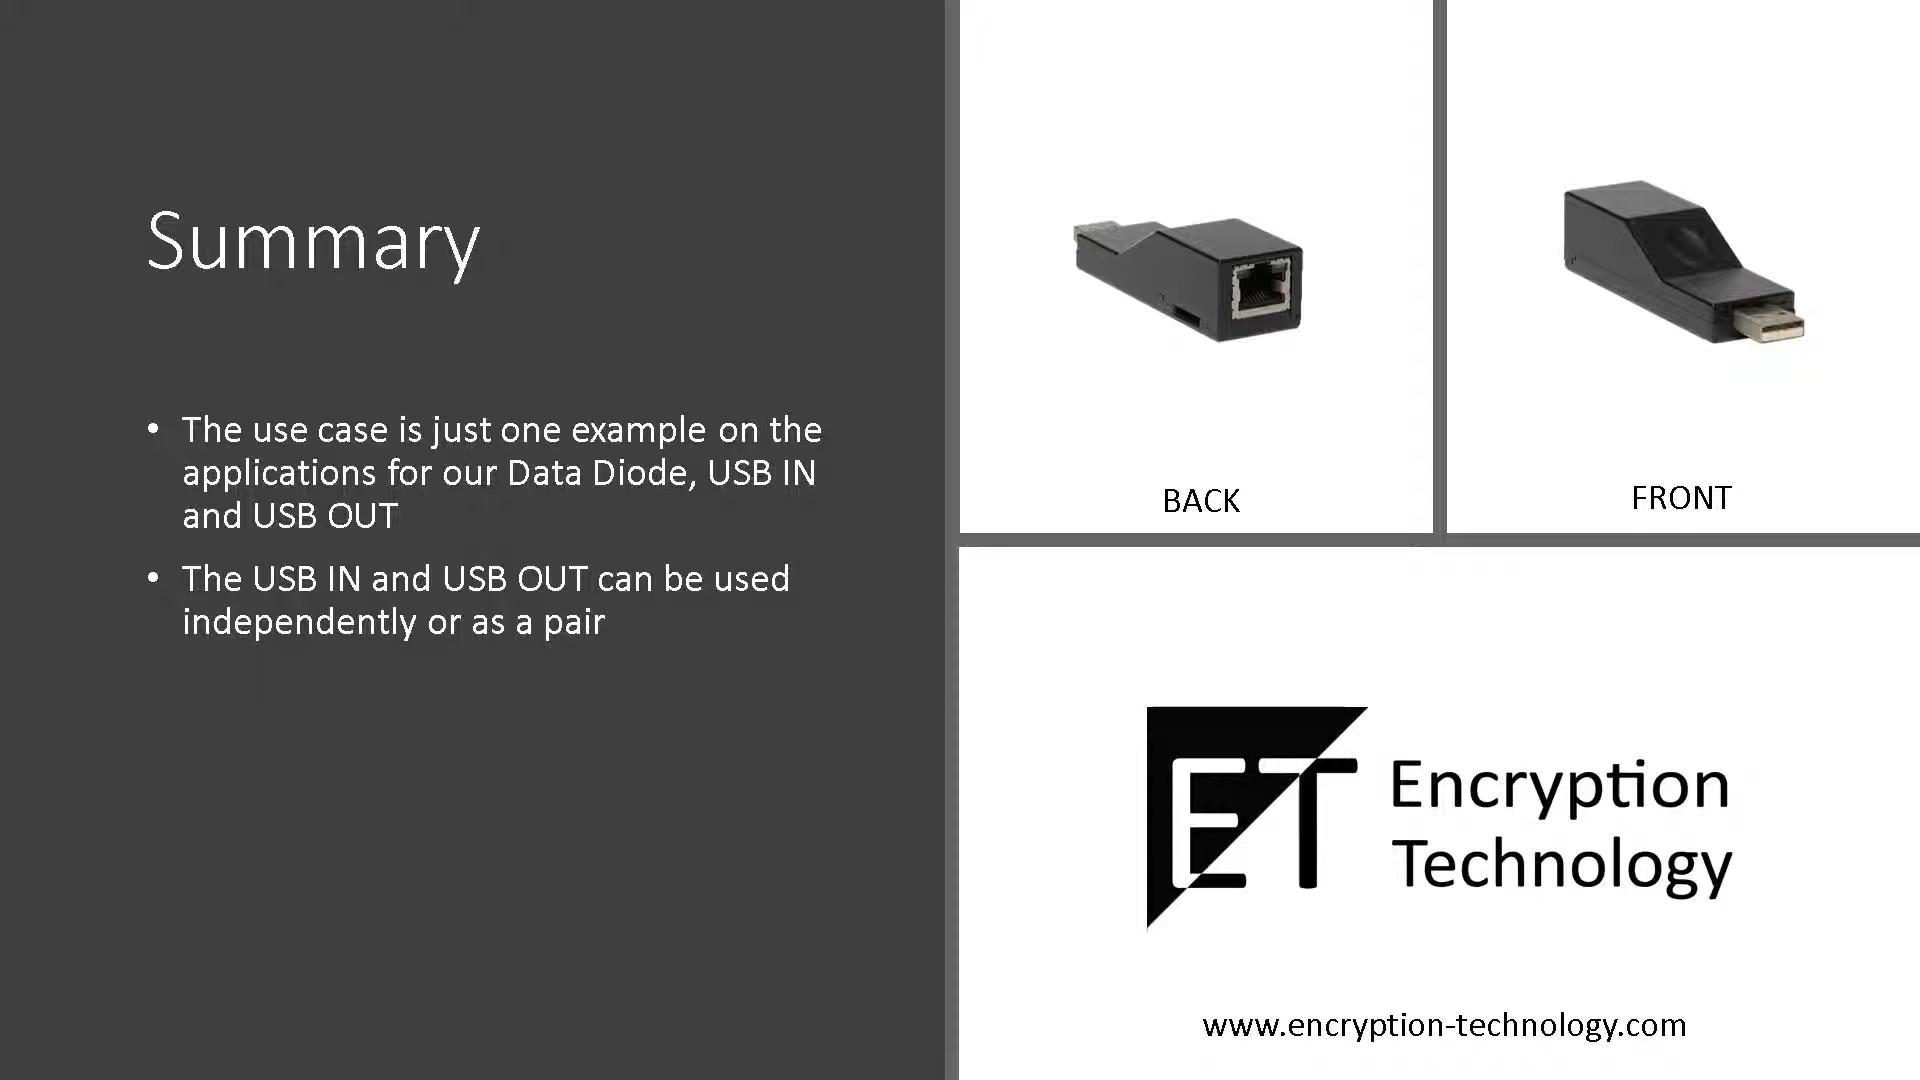 Summary
• The use case is just one example on the
applications for our Data Diode, USB IN
and USB OUT
• The USB IN and USB OUT can be used
independently or as a pair
BACK
FRONT
ET
Encryption
Technology
www.encryption-technology.com